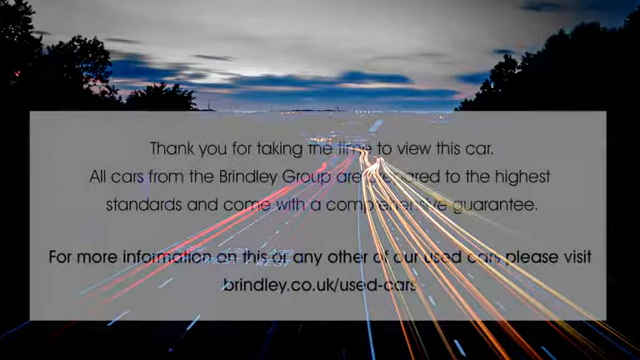 Thank you for taking the time to view this car.
All cars from the Brindley Group are prepared to the highest
standards and come with a comprehensive guarantee.
For more information on this or any other of our used cars please visit
brindley.co.uk/used-cars